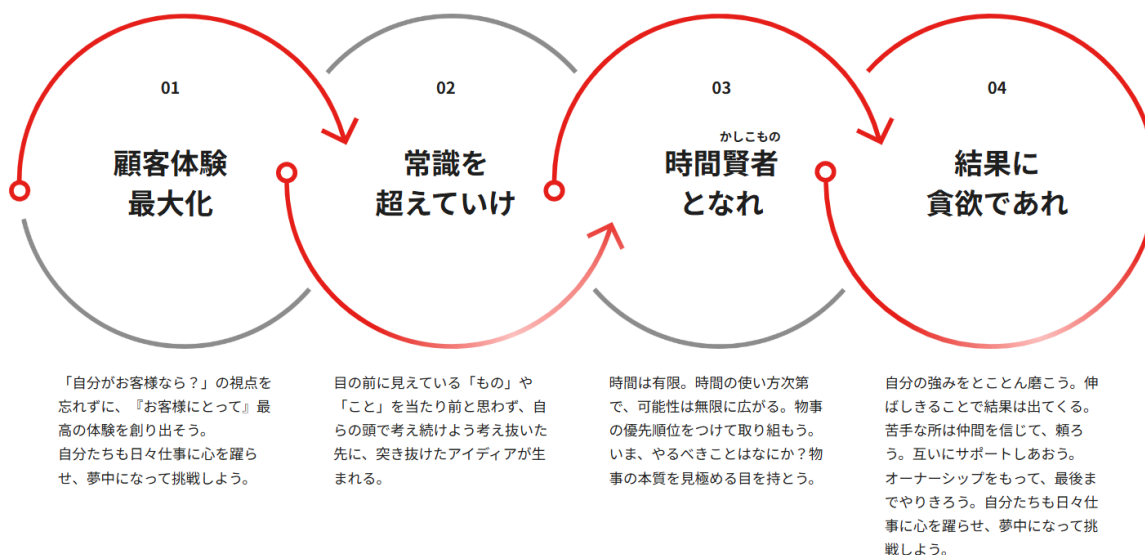 01
顧客体験
最大化
「自分がお客様なら？」の視点を
忘れずに、『お客様にとって』最
高の体験を創り出そう。
自分たちも日々仕事に心を躍ら
せ、夢中になって挑戦しよう。
02
常識を
超えていけ
目の前に見えている「もの」や
「こと」を当たり前と思わず、自
らの頭で考え続けよう考え抜いた
先に、突き抜けたアイディアが生
まれる。
03
かしこもの
時間賢者
となれ
時間は有限。時間の使い方次第
で、可能性は無限に広がる。物事
の優先順位をつけて取り組もう。
いま、やるべきことはなにか？物
事の本質を見極める目を持とう。
04
結果に
貪欲であれ
自分の強みをとことん磨こう。伸
ばしきることで結果は出てくる。
苦手な所は仲間を信じて、頼ろ
う。互いにサポートしあおう。
オーナーシップをもって、最後ま
でやりきろう。自分たちも日々仕
事に心を躍らせ、夢中になって挑
戦しよう。